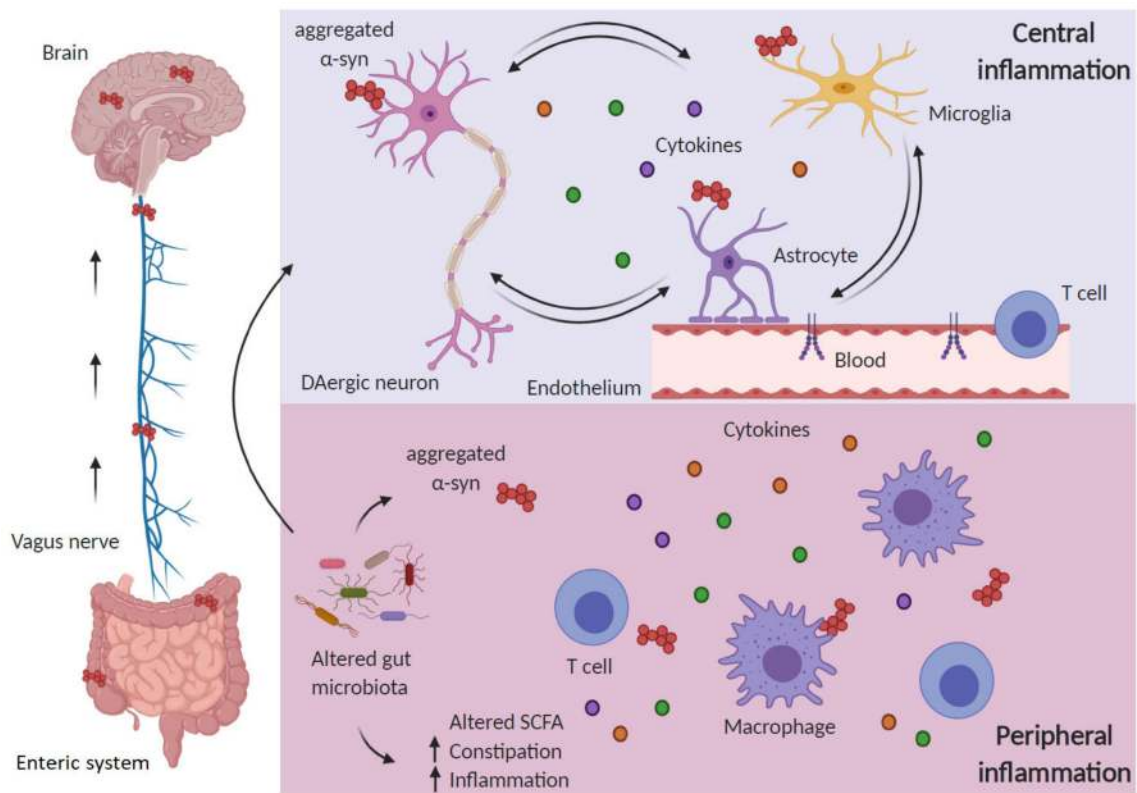 Brain
Vagus nerve
Enteric system
aggregated
α-syn
Central
inflammation
Microglia
Cytokines
Astrocyte
T cell
Blood
DAergic neuron
Endothelium
Cytokines
aggregated
α-syn
Altered gut
microbiota
T cell
Macrophage
Altered SCFA
Constipation
Inflammation
Peripheral
inflammation